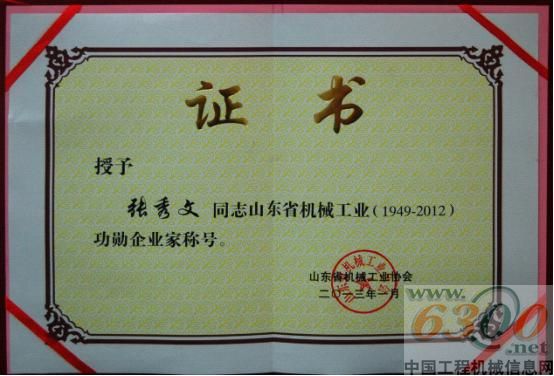 证书
授予
张秀文 同志山东省机械工业（1949-2012）
功勋企业家称号。
山东省机械工业协会
二〇一三年一月
www.
6300
.net
中国工程机械信息网